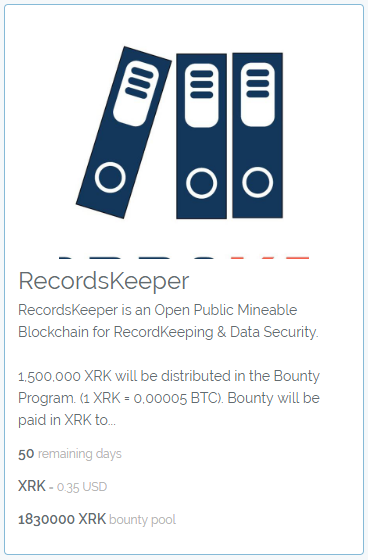 RecordsKeeper
RecordsKeeper is an Open Public Mineable
Blockchain for RecordKeeping & Data Security.
1,500,000 XRK will be distributed in the Bounty
Program. (1 XRK = 0.00005 BTC). Bounty will be
paid in XRK to...
50 remaining days
XRK - 0.35 USD
1830000 XRK bounty pool